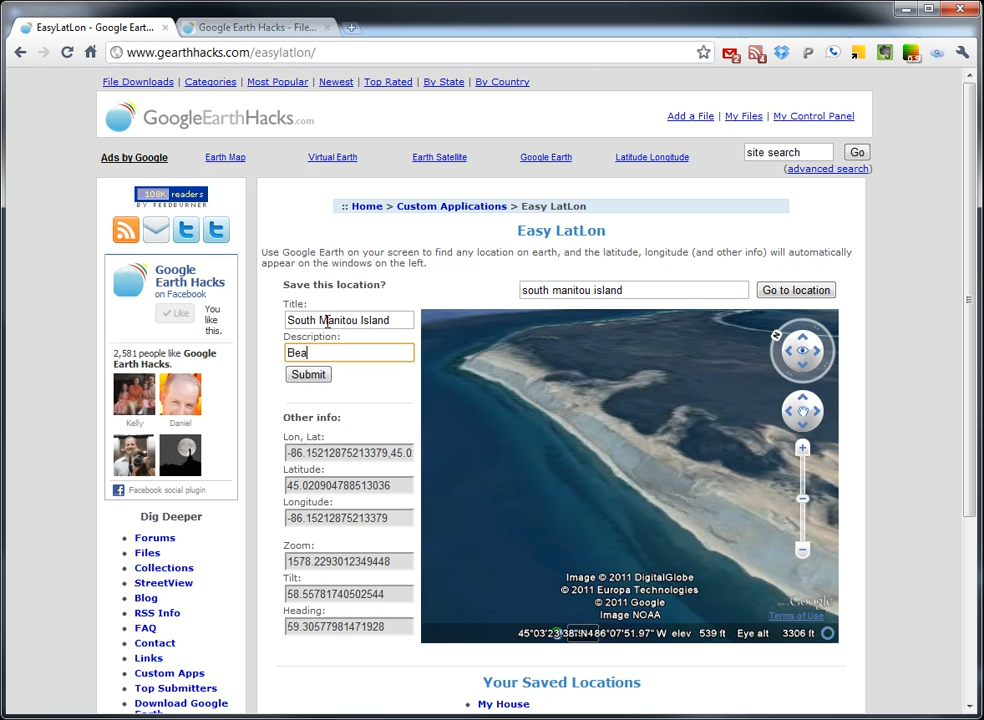 EasyLatLon - Google Eart...
Google Earth Hacks - File...
www.gearthhacks.com/easylatlon/
File Downloads | Categories | Most Popular | Newest | Top Rated | By State | By Country
GoogleEarthHacks.com
Add a File | My Files | My Control Panel
Ads by Google Earth Map Virtual Earth Earth Satellite Google Earth Latitude Longitude
site search Go
(advanced search)
108K readers
BY FEEDBURNER
Google Earth Hacks
on Facebook
Like
You like this.
2,581 people like Google Earth Hacks.
Kelly Daniel
Facebook social plugin
Dig Deeper
Forums
Files
Collections
StreetView
Blog
RSS Info
FAQ
Contact
Links
Custom Apps
Top Submitters
Download Google
:: Home > Custom Applications > Easy LatLon
Easy LatLon
Use Google Earth on your screen to find any location on earth, and the latitude, longitude (and other info) will automatically
appear on the windows on the left.
Save this location?
Title:
South Manitou Island
Description:
Bea
Submit
Other info:
Lon, Lat:
-86.15212875213379,45.0
Latitude:
45.020904788513036
Longitude:
-86.15212875213379
Zoom:
1578.2293012349448
Tilt:
58.55781740502544
Heading:
59.30577981471928
south manitou island Go to location
N
Image © 2011 DigitalGlobe
© 2011 Europa Technologies
© 2011 Google
Image NOAA
Google
Terms of Use
86°07'51.97" W elev 539 ft Eye alt 3306 ft
Your Saved Locations
My House